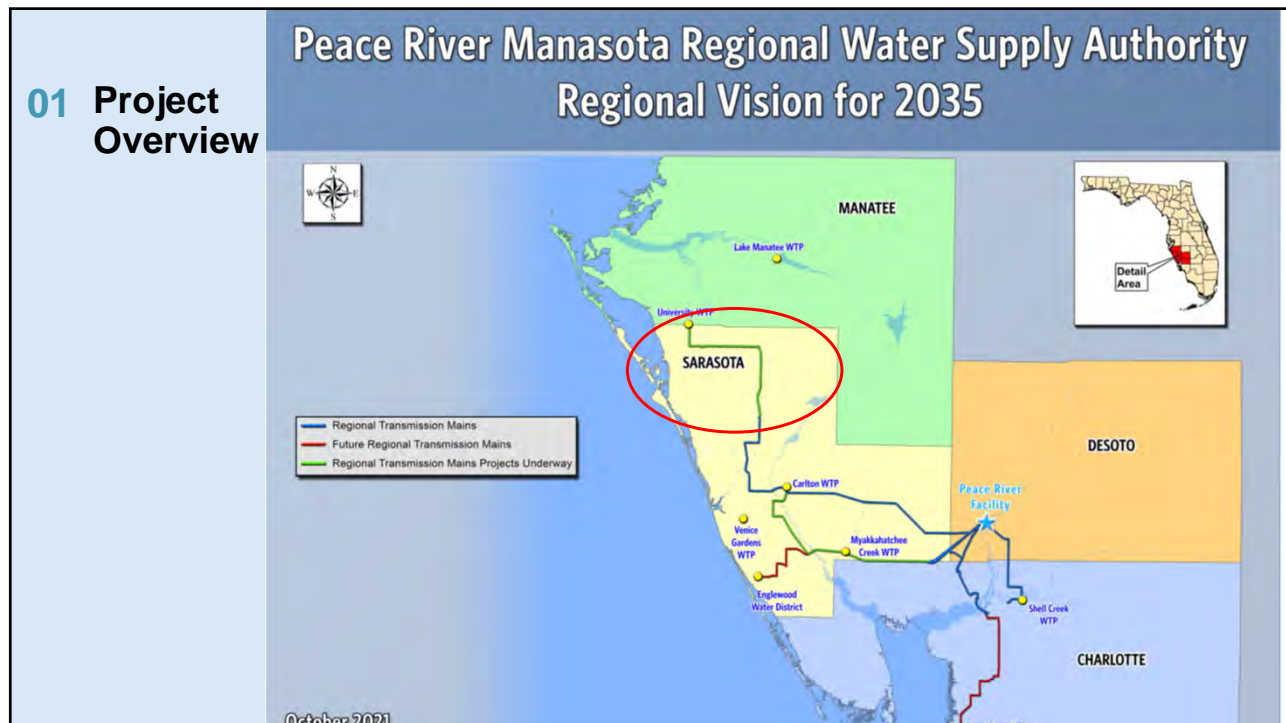 01 Project
Overview
Peace River Manasota Regional Water Supply Authority
Regional Vision for 2035
N
W
E
S
MANATEE
Lake Manatee WTP
Detail
Area
University WTP
SARASOTA
Regional Transmission Mains
Future Regional Transmission Mains
Regional Transmission Mains Projects Underway
DESOTO
Carlton WTP
Peace River
Facility
Venice
Gardens
WTP
Myakkahatchee
Creek WTP
Englewood
Water District
Shell Creek
WTP
CHARLOTTE
October 2021